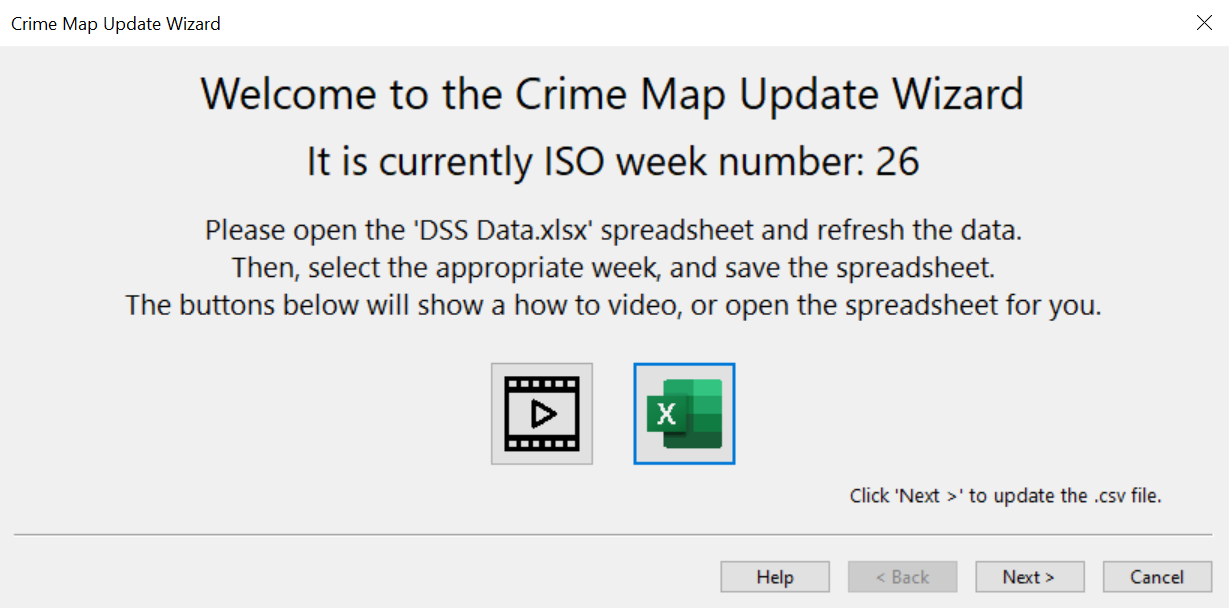 Crime Map Update Wizard
Welcome to the Crime Map Update Wizard
It is currently ISO week number: 26
Please open the 'DSS Data.xlsx' spreadsheet and refresh the data.
Then, select the appropriate week, and save the spreadsheet.
The buttons below will show a how to video, or open the spreadsheet for you.
X
Click 'Next >' to update the .csv file.
Help
< Back
Next >
Cancel